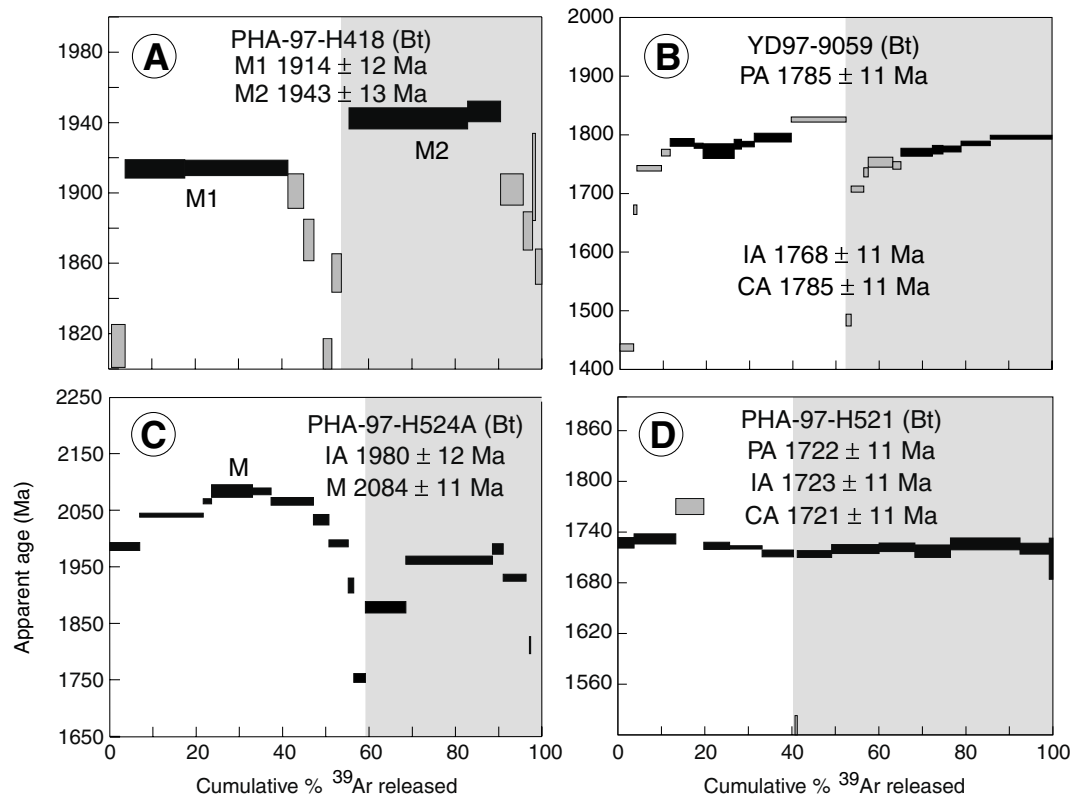 A
PHA-97-H418 (Bt)
M1 1914 ± 12 Ma
M2 1943 ± 13 Ma
M1
M2
1980
1940
1900
1860
1820
B
YD97-9059 (Bt)
PA 1785 ± 11 Ma
IA 1768 ± 11 Ma
CA 1785 ± 11 Ma
2000
1900
1800
1700
1600
1500
1400
C
PHA-97-H524A (Bt)
IA 1980 ± 12 Ma
M 2084 ± 11 Ma
M
2250
2150
2050
1950
1850
1750
1650
Apparent age (Ma)
0 20 40 60 80 100
Cumulative % ³⁹Ar released
D
PHA-97-H521 (Bt)
PA 1722 ± 11 Ma
IA 1723 ± 11 Ma
CA 1721 ± 11 Ma
1860
1800
1740
1680
1620
1560
0 20 40 60 80 100
Cumulative % ³⁹Ar released